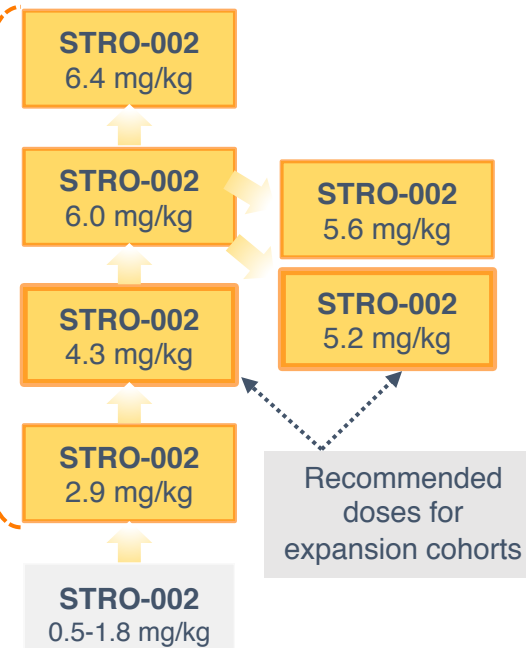 STRO-002
6.4 mg/kg
STRO-002
6.0 mg/kg
STRO-002
5.6 mg/kg
STRO-002
4.3 mg/kg
STRO-002
5.2 mg/kg
STRO-002
2.9 mg/kg
Recommended
doses for
expansion cohorts
STRO-002
0.5-1.8 mg/kg